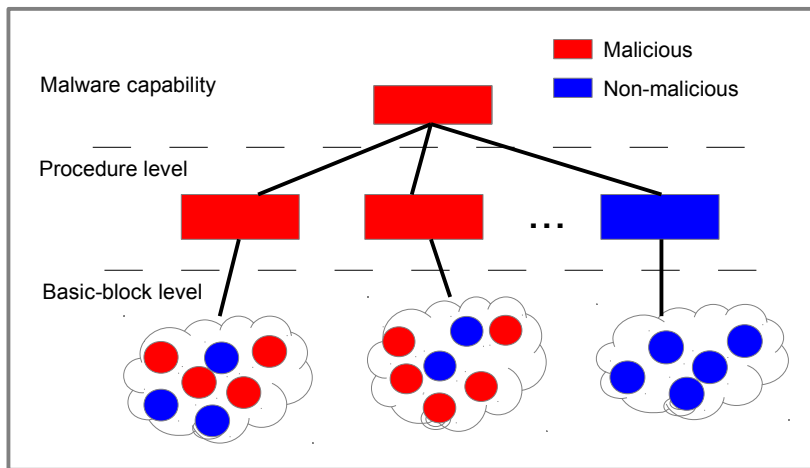 Malicious
Malware capability
Non-malicious
Procedure level
...
Basic-block level